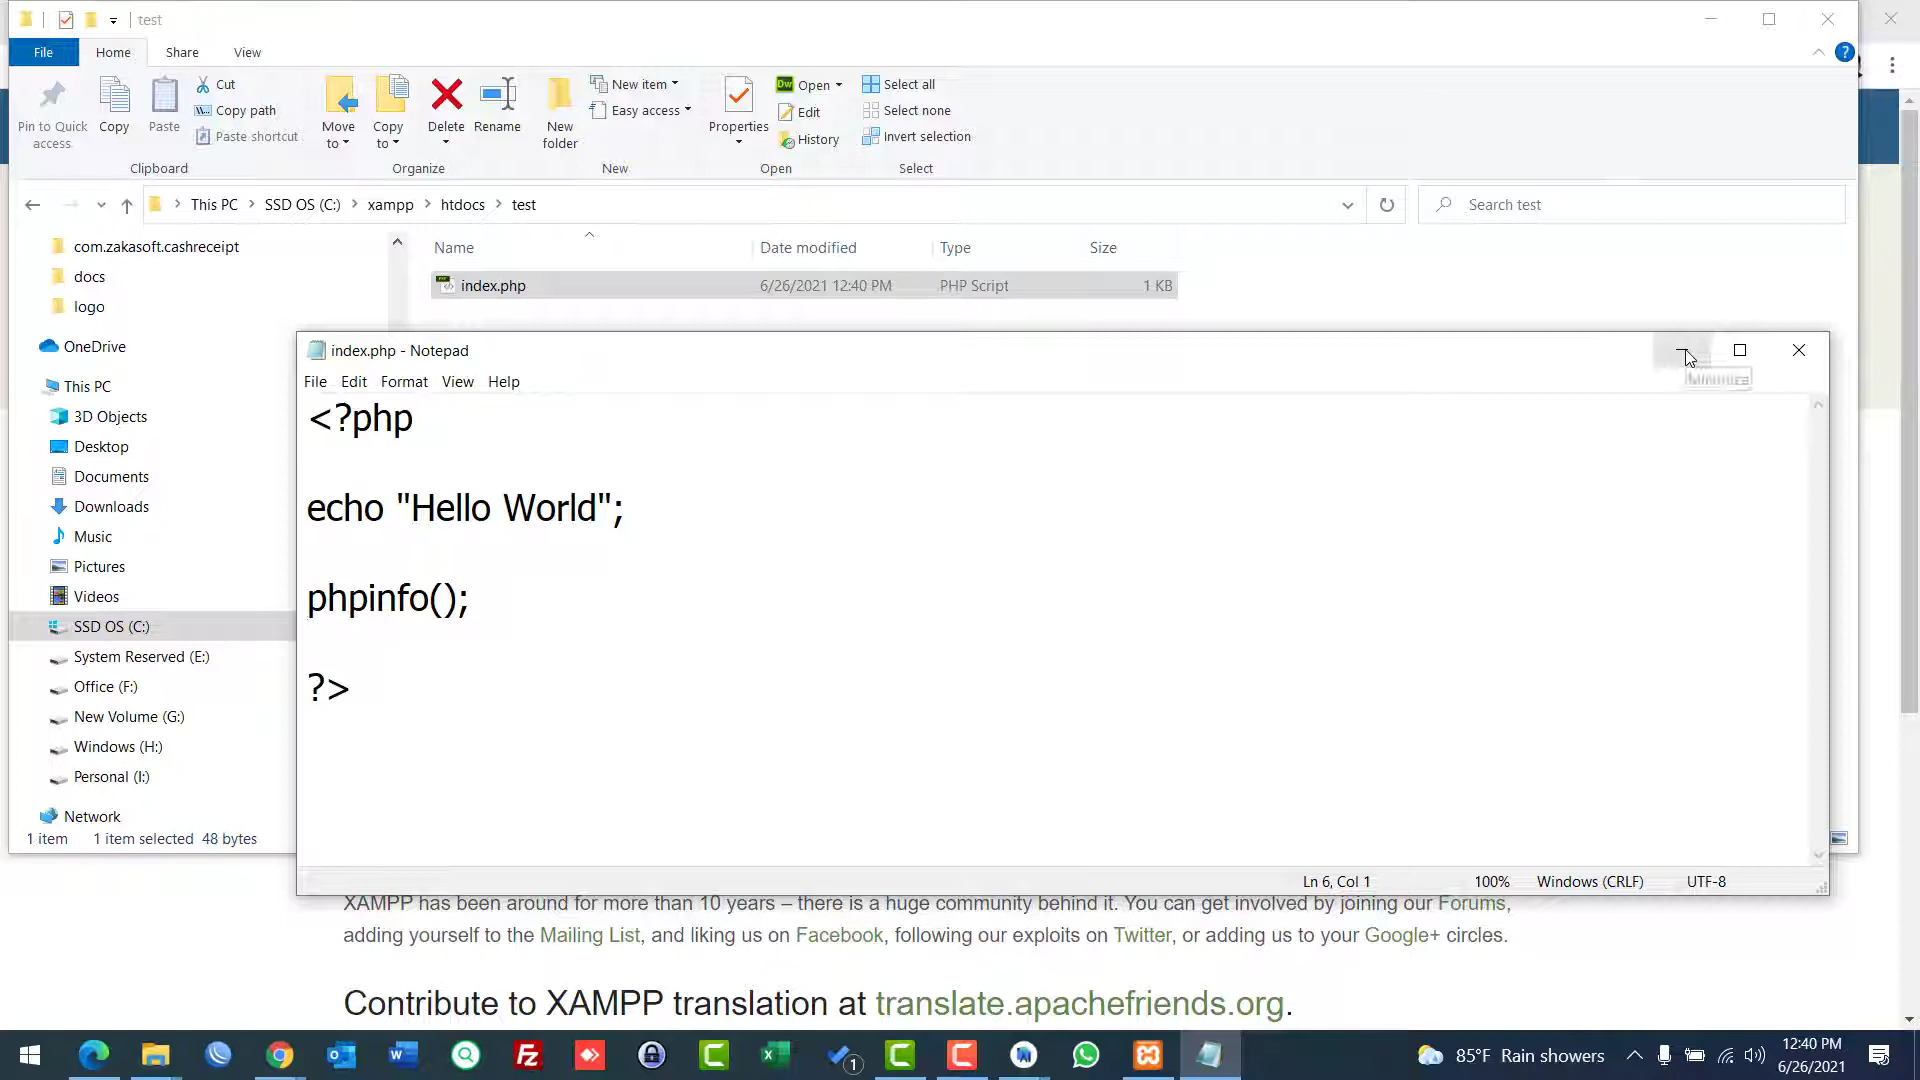 test
File Home Share View
Pin to Quick access Copy Paste Cut Copy path Paste shortcut
Move to Copy to Delete Rename New folder
New item Easy access
Properties Open Edit History
Select all Select none Invert selection
Clipboard Organize New Open Select
This PC SSD OS (C:) xampp htdocs test Search test
Name Date modified Type Size
index.php 6/26/2021 12:40 PM PHP Script 1 KB
com.zakasoft.cashreceipt
docs
logo
OneDrive
This PC
3D Objects
Desktop
Documents
Downloads
Music
Pictures
Videos
SSD OS (C:)
System Reserved (E:)
Office (F:)
New Volume (G:)
Windows (H:)
Personal (I:)
Network
1 item 1 item selected 48 bytes
index.php - Notepad
File Edit Format View Help
Minimize
<?php
echo "Hello World";
phpinfo();
?>
Ln 6, Col 1 100% Windows (CRLF) UTF-8
XAMPP has been around for more than 10 years – there is a huge community behind it. You can get involved by joining our Forums,
adding yourself to the Mailing List, and liking us on Facebook, following our exploits on Twitter, or adding us to your Google+ circles.
Contribute to XAMPP translation at translate.apachefriends.org.
85°F Rain showers
12:40 PM
6/26/2021